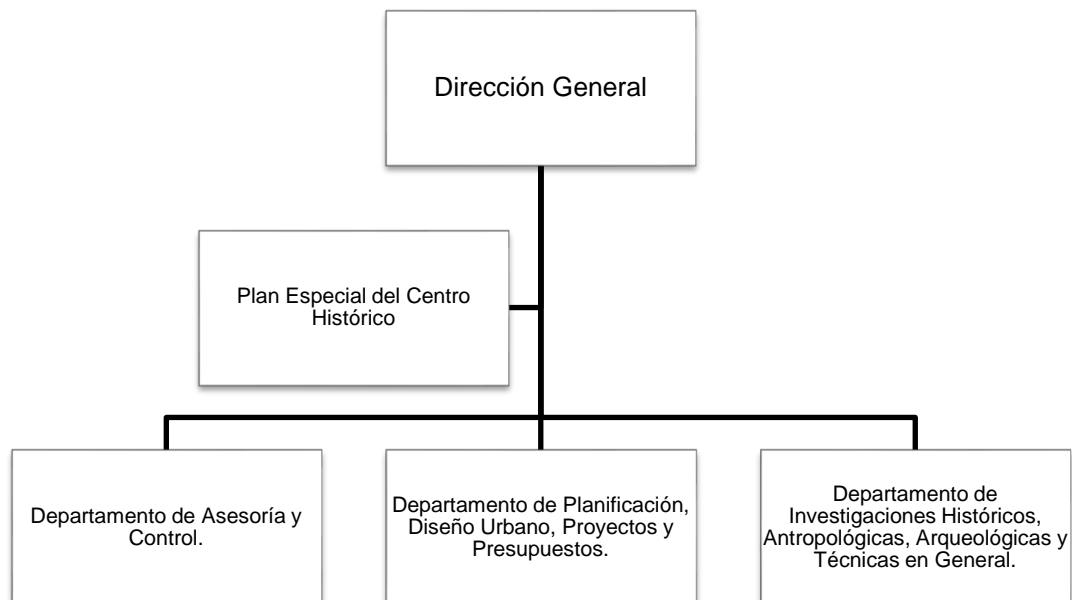 Dirección General
Plan Especial del Centro
Histórico
Departamento de Asesoría y
Control.
Departamento de Planificación,
Diseño Urbano, Proyectos y
Presupuestos.
Departamento de
Investigaciones Históricos,
Antropológicas, Arqueológicas y
Técnicas en General.